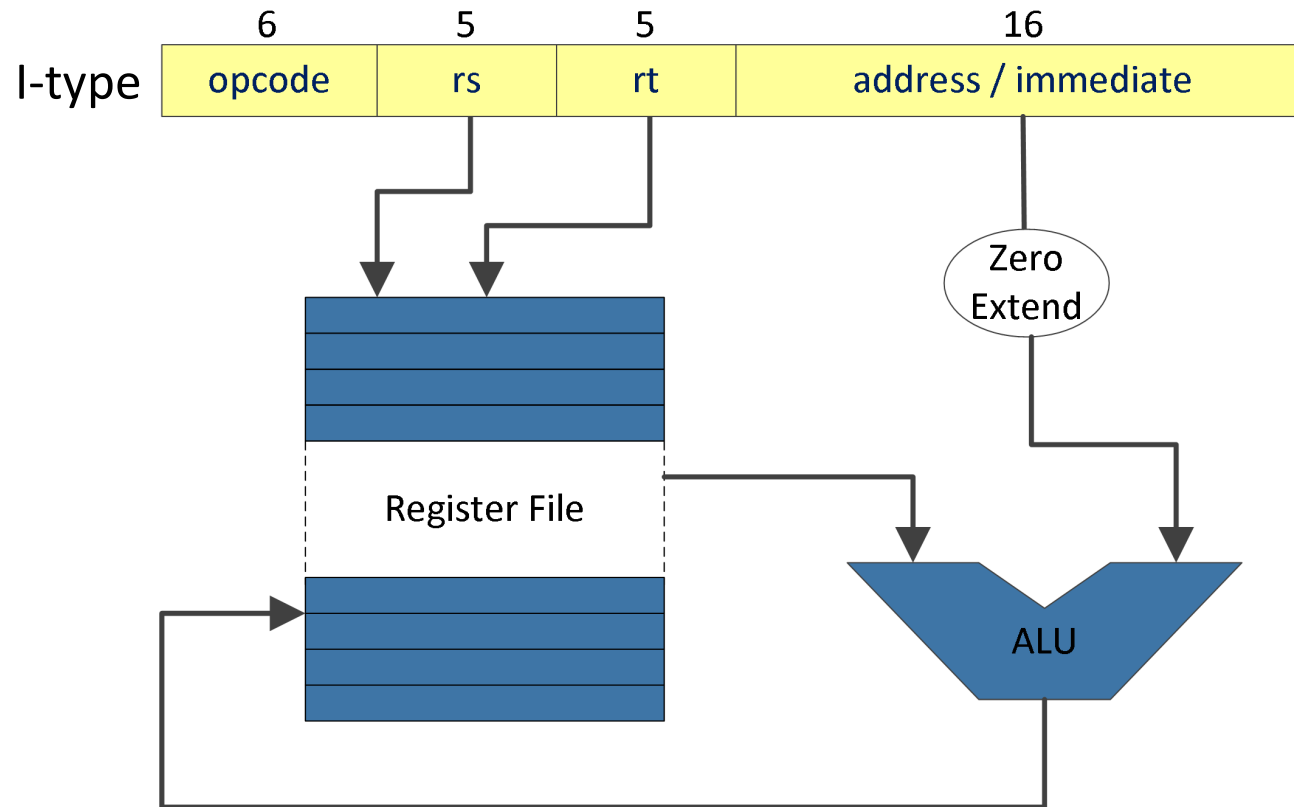 6 5 5 16
I-type opcode rs rt address / immediate
Zero
Extend
Register File
ALU